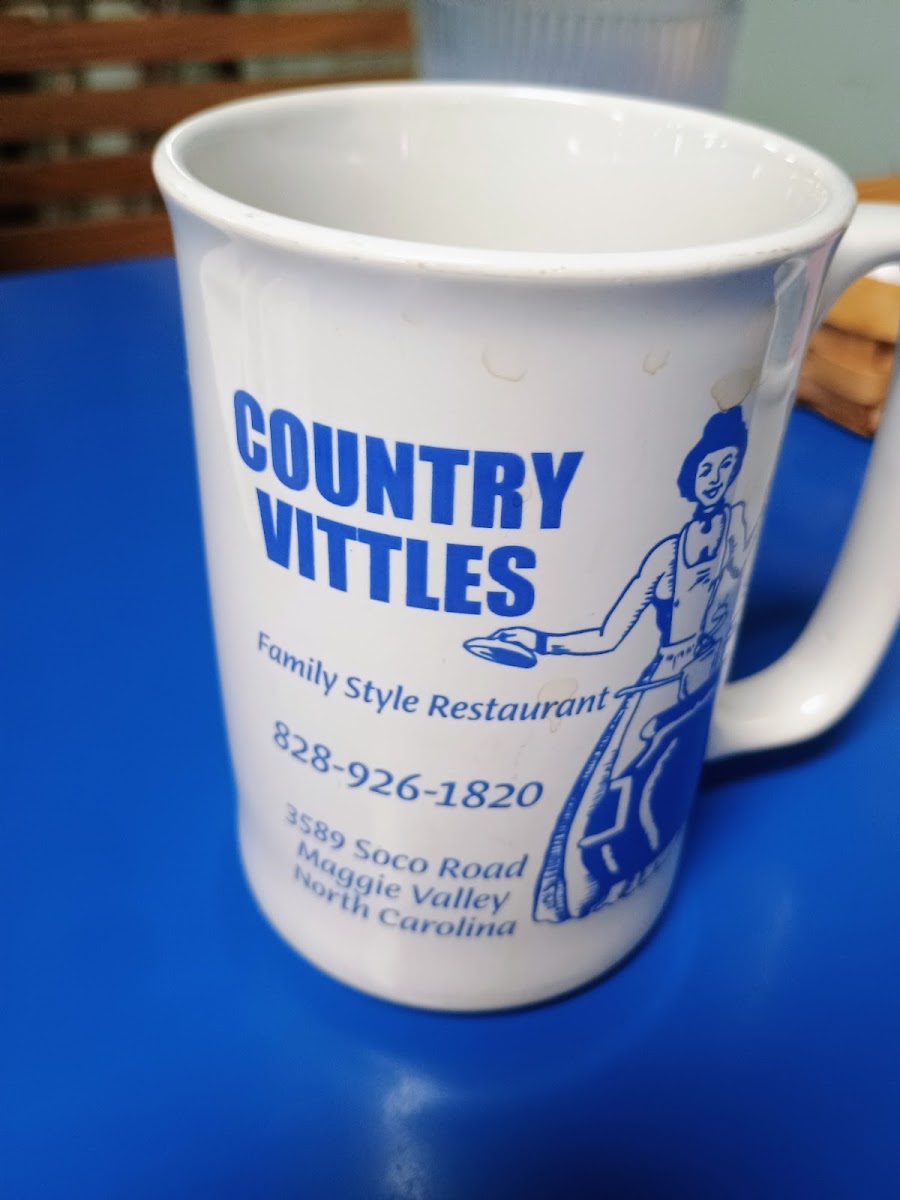 COUNTRY
VITTLES
Family Style Restaurant
828-926-1820
3589 Soco Road
Maggie Valley
North Carolina